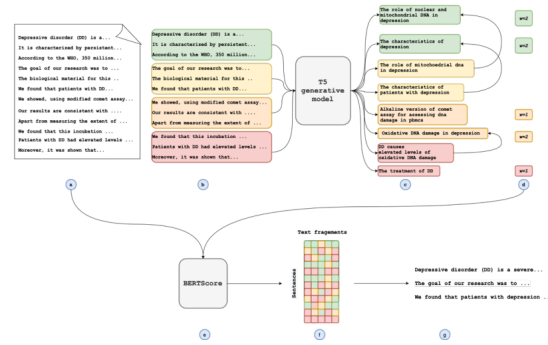 Depressive disorder (DD) is a...
It is characterized by persistent...
According to the WHO, 350 million...
The goal of our research was to ...
The biological material for this ..
We found that patients with DD...
We showed, using modified comet assay...
Our results are consistent with ....
Apart from measuring the extent of ...
We found that this incubation ...
Patients with DD had elevated levels ...
Moreover, it was shown that...
a
Depressive disorder (DD) is a...
It is characterized by persistent...
According to the WHO, 350 million...
The goal of our research was to...
The biological material for this ..
We found that patients with DD...
We showed, using modified comet assay...
Our results are consistent with ....
Apart from measuring the extent of ...
We found that this incubation ...
Patients with DD had elevated levels ...
Moreover, it was shown that...
b
T5
generative
model
The role of nuclear and
mitochondrial DNA in
depression
The characteristics of
depression
The role of mitochoedrial dna
in depression
The characteristics of
patients with depression
Alkaline version of comet
assay for assessing dna
damage in pbmcs
Oxidative DNA damage in depression
DD causes
elevated levels of
oxidative DNA damage
The treatment of DD
c
w=2
w=2
w=1
w=2
w=1
d
BERTScore
e
Text fragements
Sentences
f
Depressive disorder (DD) is a severe...
The goal of our research was to ...
We found that patients with depression ..
g